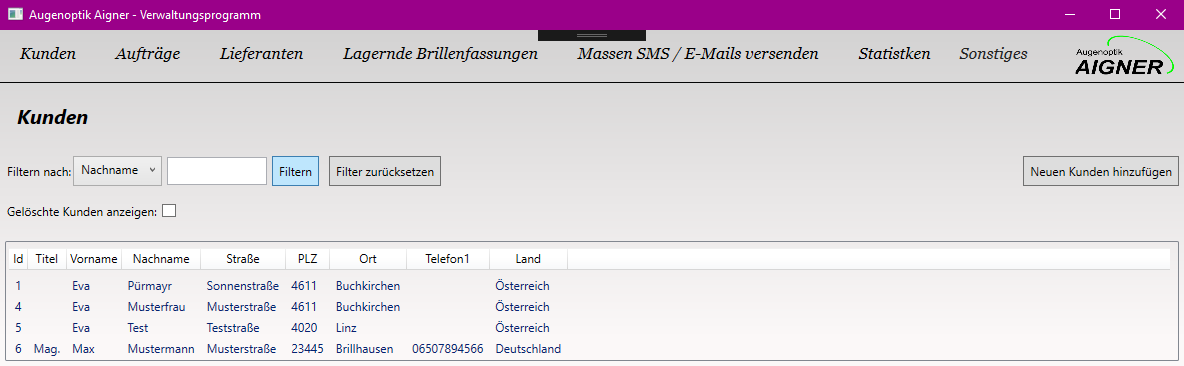 Augenoptik Aigner - Verwaltungsprogramm
Kunden Aufträge Lieferanten Lagernde Brillenfassungen Massen SMS / E-Mails versenden Statistken Sonstiges Augenoptik AIGNER
Kunden
Filtern nach: Nachname Filtern Filter zurücksetzen Neuen Kunden hinzufügen
Gelöschte Kunden anzeigen:
Id Titel Vorname Nachname Straße PLZ Ort Telefon1 Land
1 Eva Pürmayr Sonnenstraße 4611 Buchkirchen Österreich
4 Eva Musterfrau Musterstraße 4611 Buchkirchen Österreich
5 Eva Test Teststraße 4020 Linz Österreich
6 Mag. Max Mustermann Musterstraße 23445 Brillhausen 06507894566 Deutschland